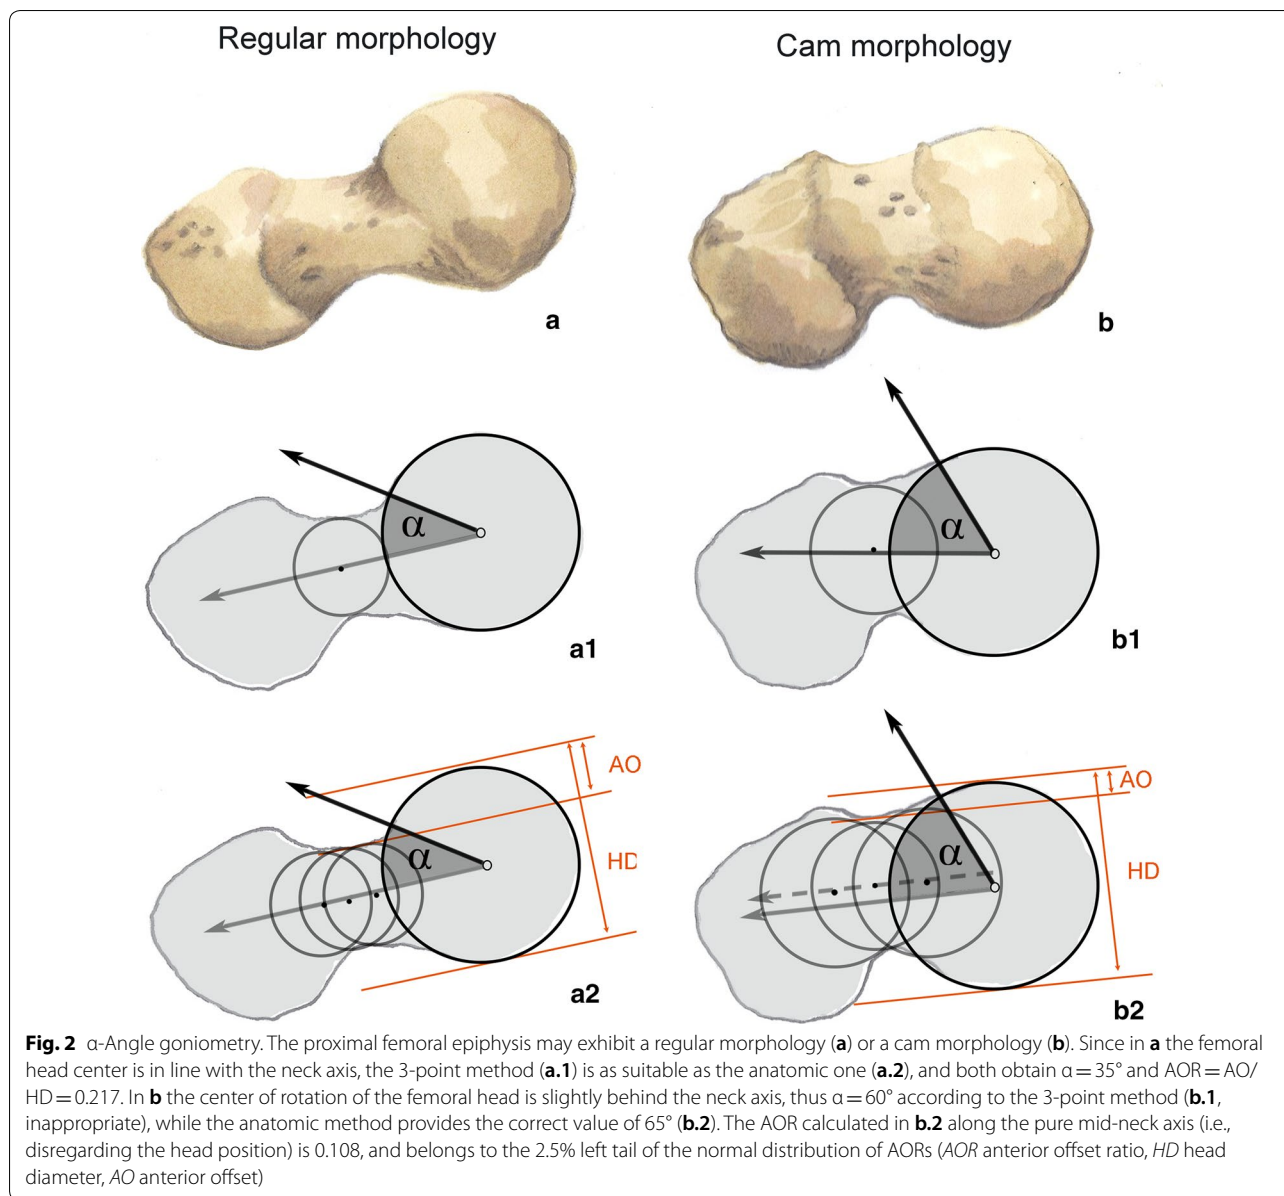 Regular morphology
Cam morphology
a
b
α
α
a1
b1
AO
α
HD
a2
AO
α
HD
b2
Fig. 2 α-Angle goniometry. The proximal femoral epiphysis may exhibit a regular morphology (a) or a cam morphology (b). Since in a the femoral
head center is in line with the neck axis, the 3-point method (a.1) is as suitable as the anatomic one (a.2), and both obtain α = 35° and AOR = AO/
HD = 0.217. In b the center of rotation of the femoral head is slightly behind the neck axis, thus α = 60° according to the 3-point method (b.1,
inappropriate), while the anatomic method provides the correct value of 65° (b.2). The AOR calculated in b.2 along the pure mid-neck axis (i.e.,
disregarding the head position) is 0.108, and belongs to the 2.5% left tail of the normal distribution of AORs (AOR anterior offset ratio, HD head
diameter, AO anterior offset)